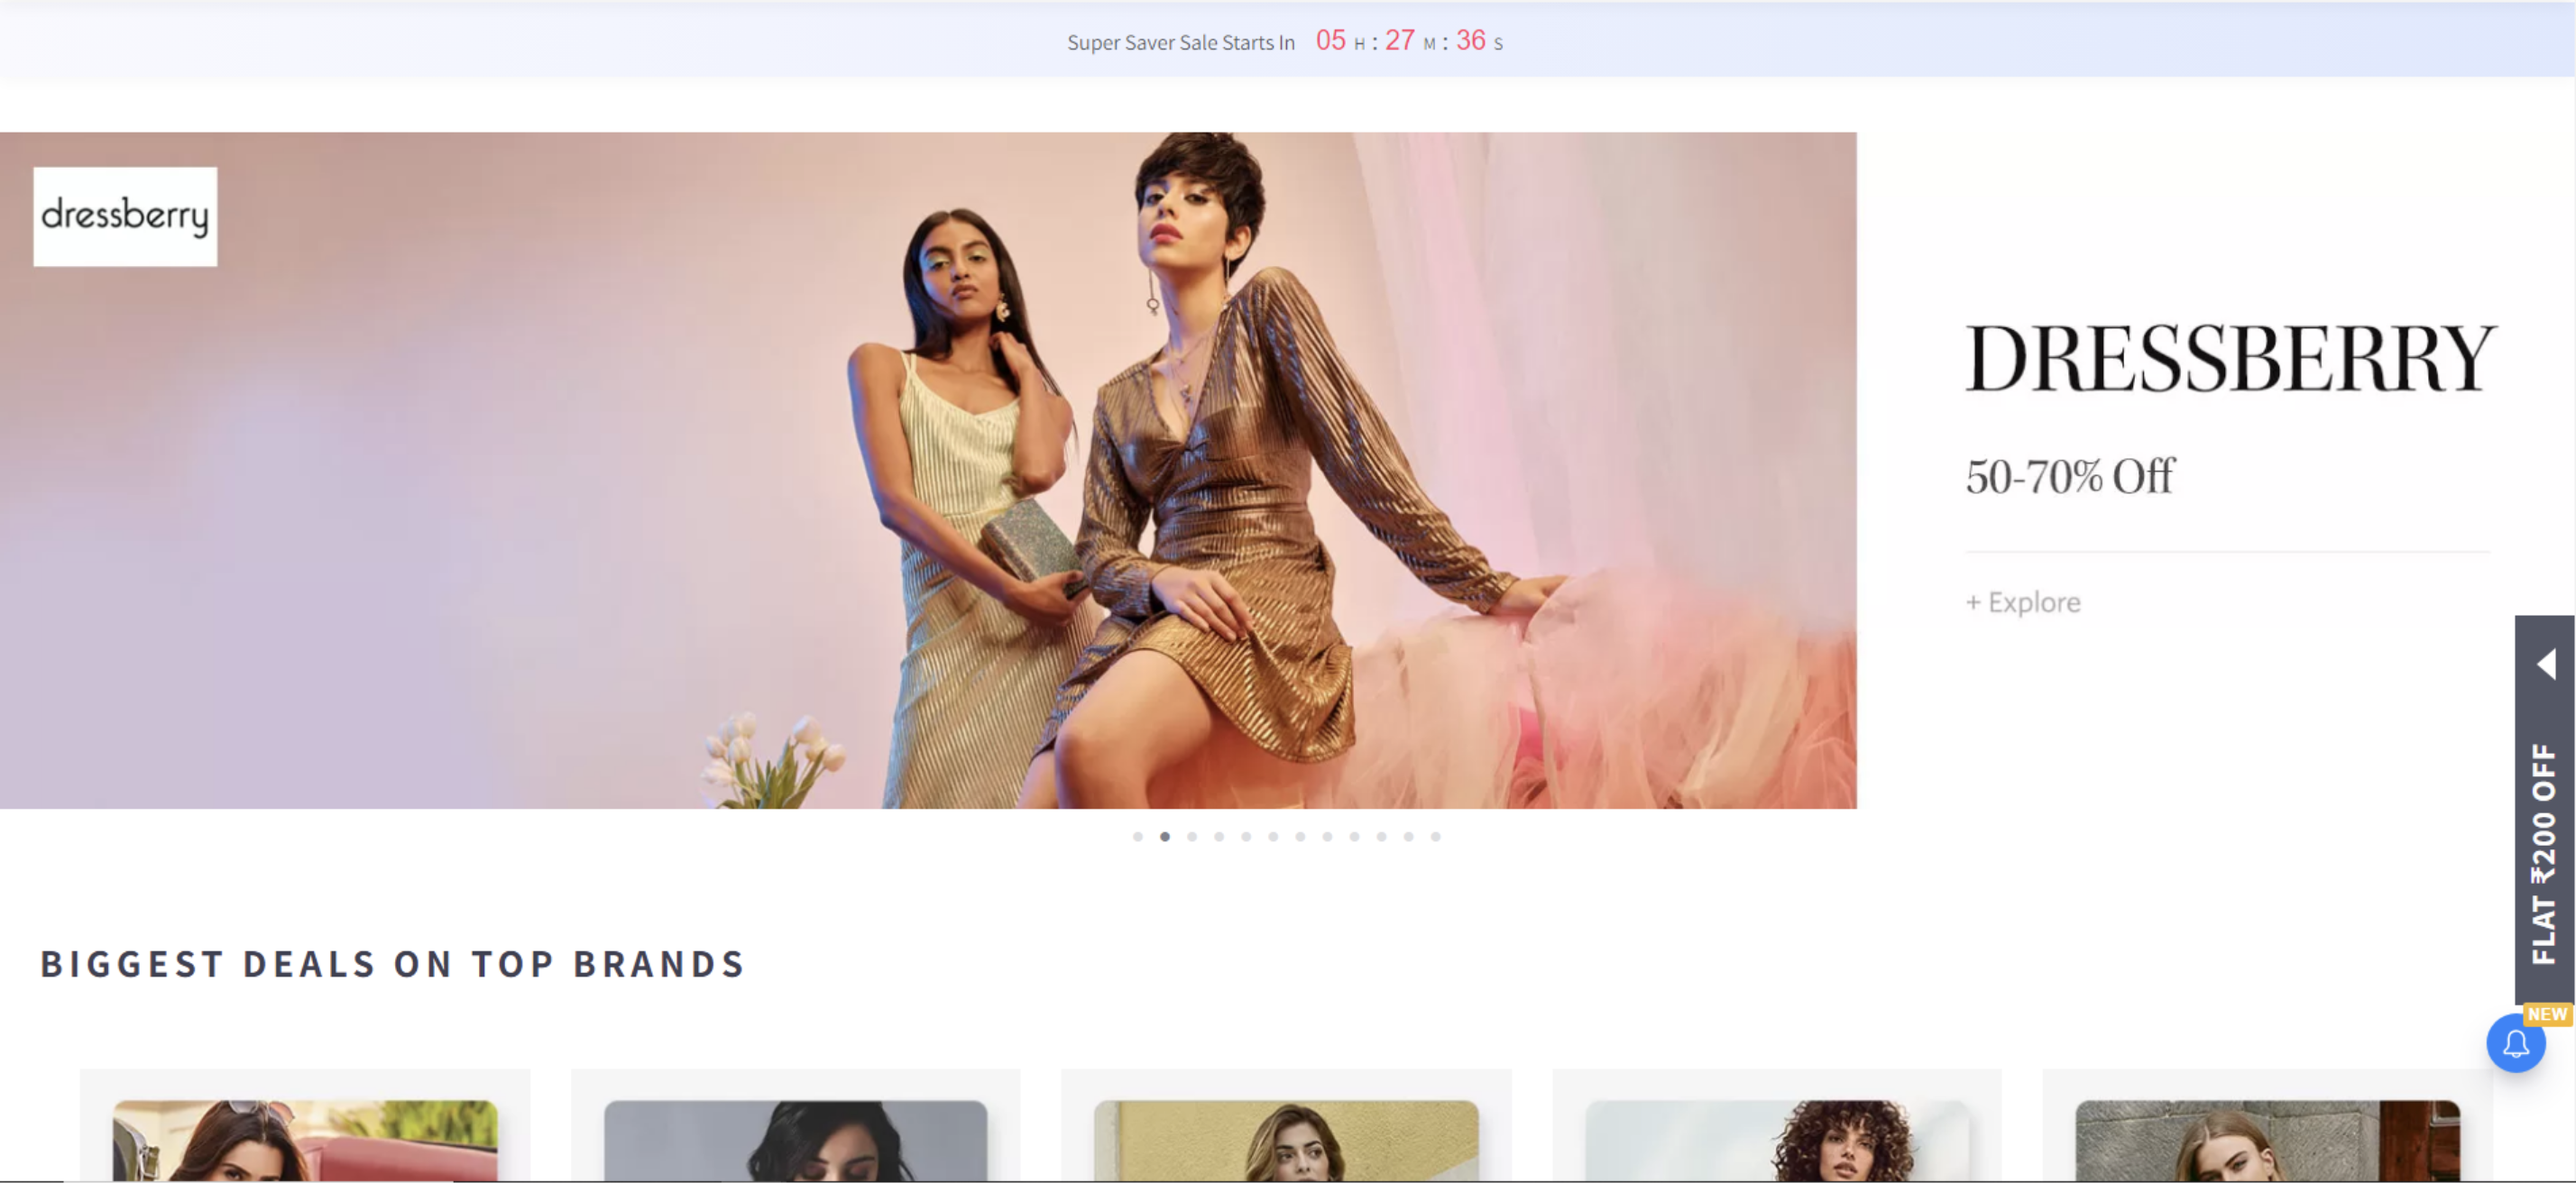 Super Saver Sale Starts In 05 H : 27 M : 36 S
dressberry
DRESSBERRY
50-70% Off
+ Explore
FLAT ₹200 OFF
BIGGEST DEALS ON TOP BRANDS
NEW